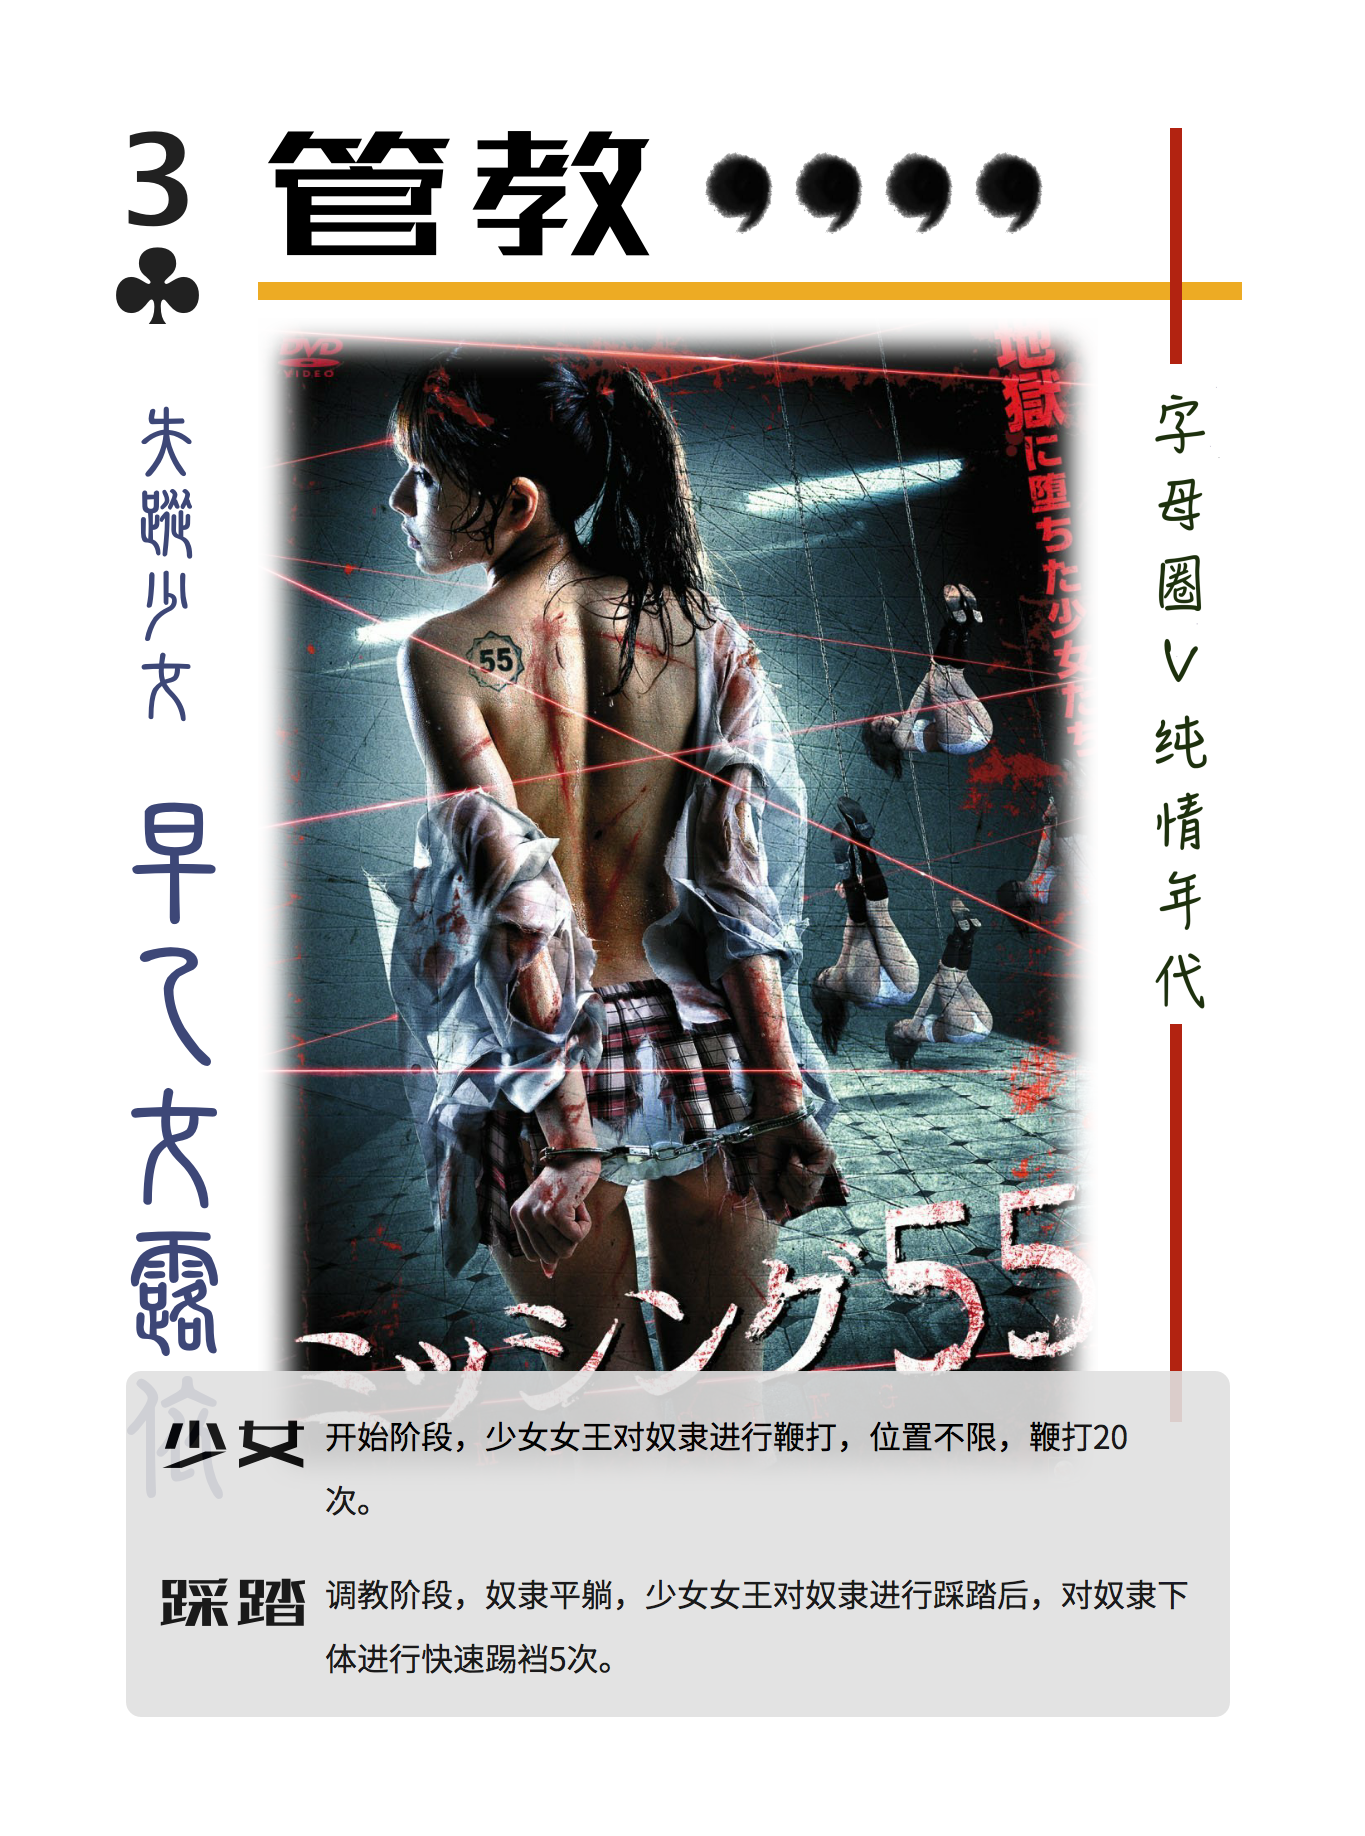 3
管教
失蹤少女
早乙女露依
字母圈V纯情年代
DVD
VIDEO
地獄に堕ちた少女たち
55
ミッシング55
少女
开始阶段，少女女王对奴隶进行鞭打，位置不限，鞭打20
次。
踩踏
调教阶段，奴隶平躺，少女女王对奴隶进行踩踏后，对奴隶下
体进行快速踢裆5次。